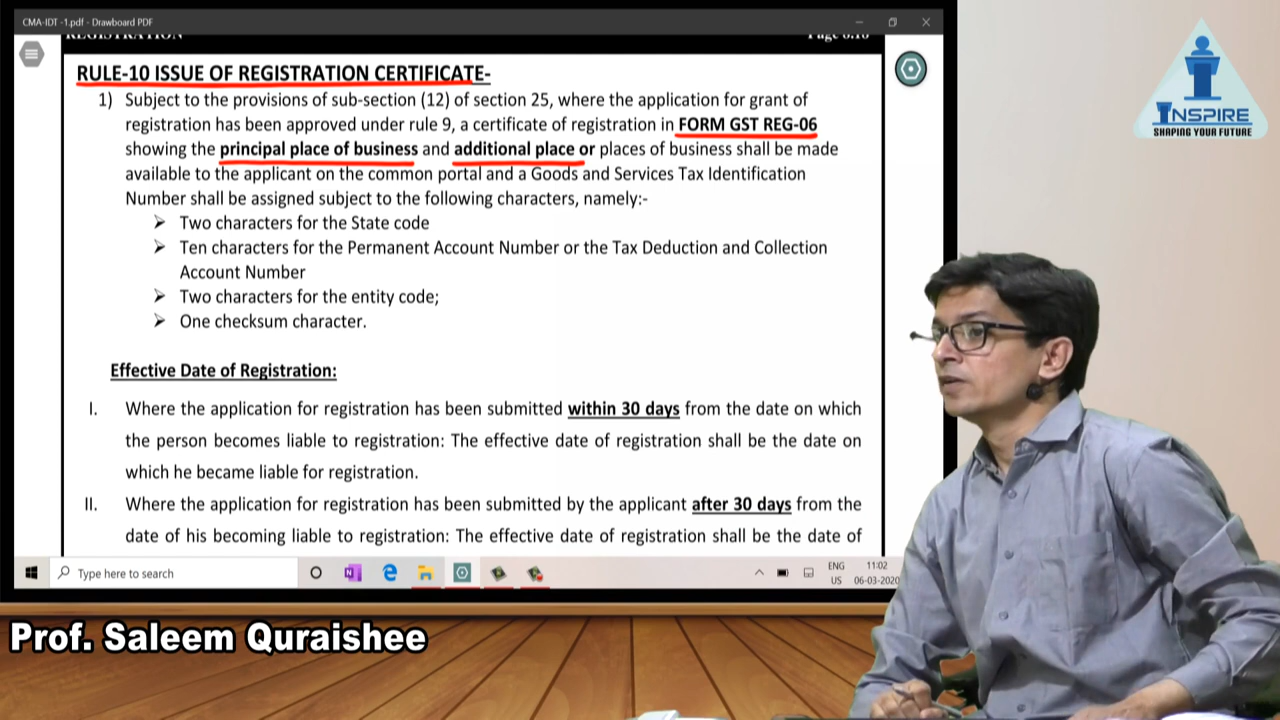 CMA-IDT -1.pdf - Drawboard PDF
REGISTRATION Page 6.18
RULE-10 ISSUE OF REGISTRATION CERTIFICATE-
1) Subject to the provisions of sub-section (12) of section 25, where the application for grant of
registration has been approved under rule 9, a certificate of registration in FORM GST REG-06
showing the principal place of business and additional place or places of business shall be made
available to the applicant on the common portal and a Goods and Services Tax Identification
Number shall be assigned subject to the following characters, namely:-
➢ Two characters for the State code
➢ Ten characters for the Permanent Account Number or the Tax Deduction and Collection
Account Number
➢ Two characters for the entity code;
➢ One checksum character.
Effective Date of Registration:
I. Where the application for registration has been submitted within 30 days from the date on which
the person becomes liable to registration: The effective date of registration shall be the date on
which he became liable for registration.
II. Where the application for registration has been submitted by the applicant after 30 days from the
date of his becoming liable to registration: The effective date of registration shall be the date of
Type here to search
ENG
US
11:02
06-03-2020
INSPIRE
SHAPING YOUR FUTURE
Prof. Saleem Quraishee